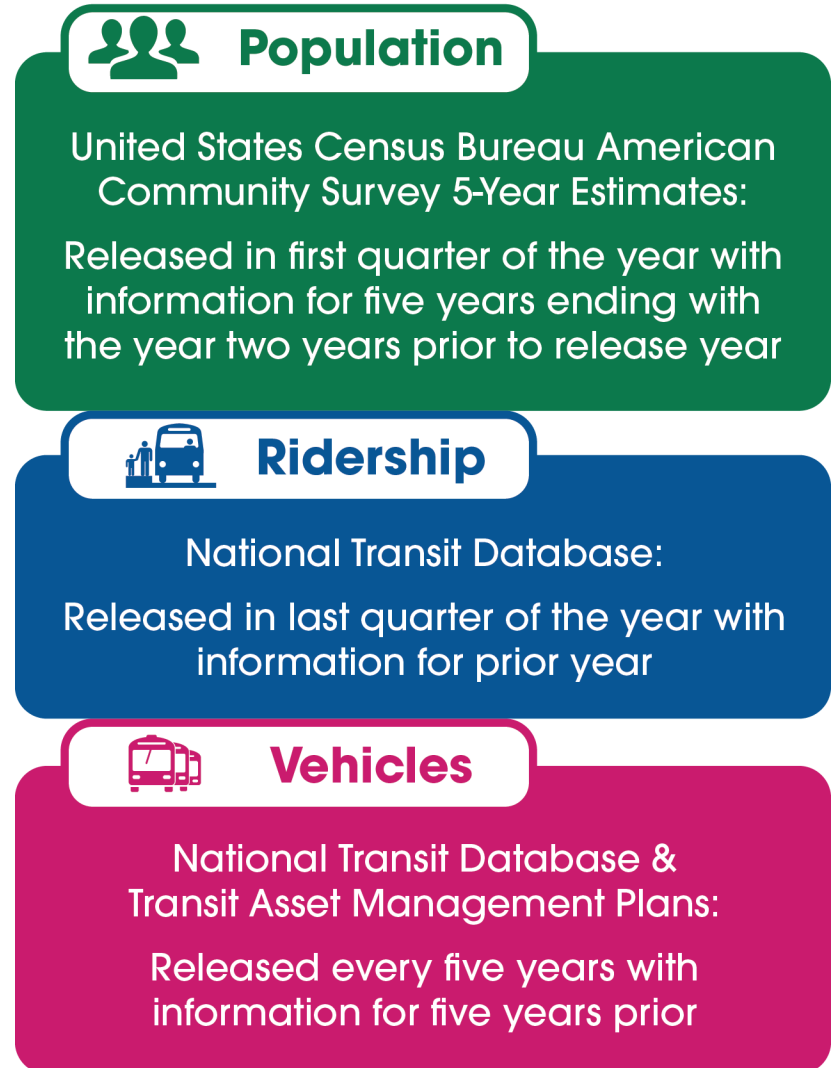 Population
United States Census Bureau American
Community Survey 5-Year Estimates:
Released in first quarter of the year with
information for five years ending with
the year two years prior to release year
Ridership
National Transit Database:
Released in last quarter of the year with
information for prior year
Vehicles
National Transit Database &
Transit Asset Management Plans:
Released every five years with
information for five years prior